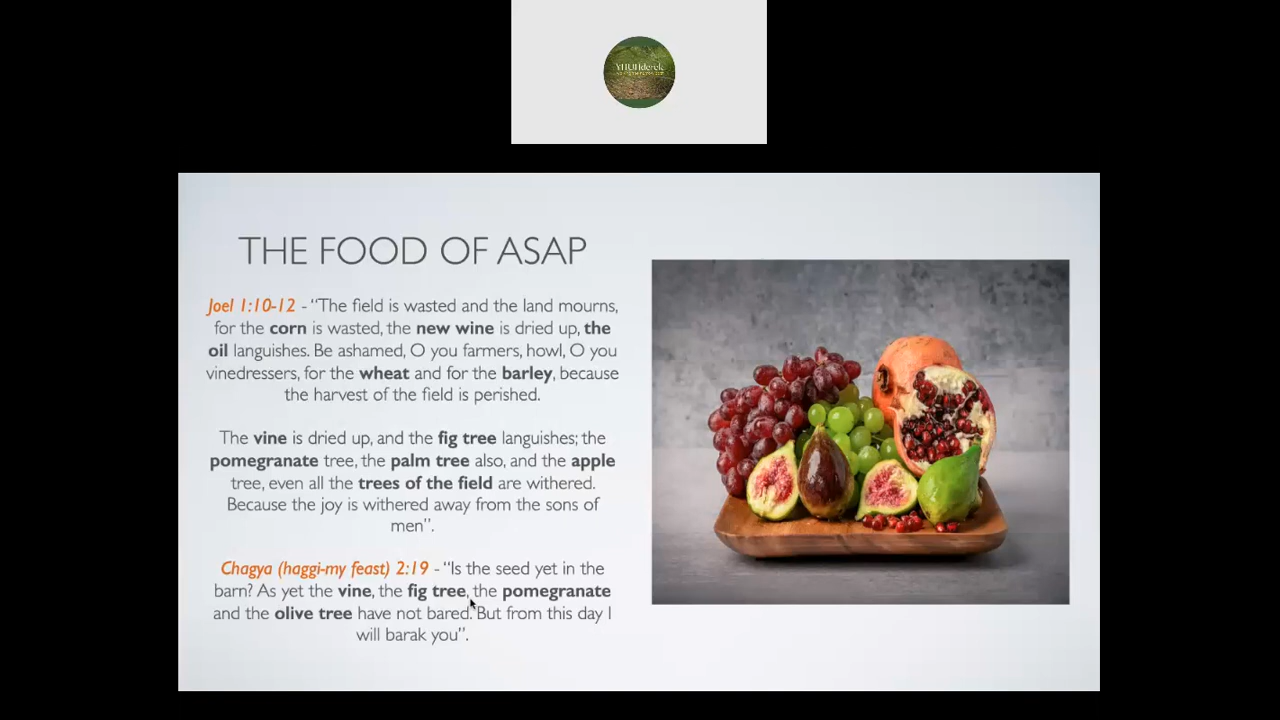 YHUHderek
THE FOOD OF ASAP
Joel 1:10-12 - “The field is wasted and the land mourns,
for the corn is wasted, the new wine is dried up, the
oil languishes. Be ashamed, O you farmers, howl, O you
vinedressers, for the wheat and for the barley, because
the harvest of the field is perished.
The vine is dried up, and the fig tree languishes; the
pomegranate tree, the palm tree also, and the apple
tree, even all the trees of the field are withered.
Because the joy is withered away from the sons of
men”.
Chagya (haggi-my feast) 2:19 - “Is the seed yet in the
barn? As yet the vine, the fig tree, the pomegranate
and the olive tree have not bared. But from this day I
will barak you”.